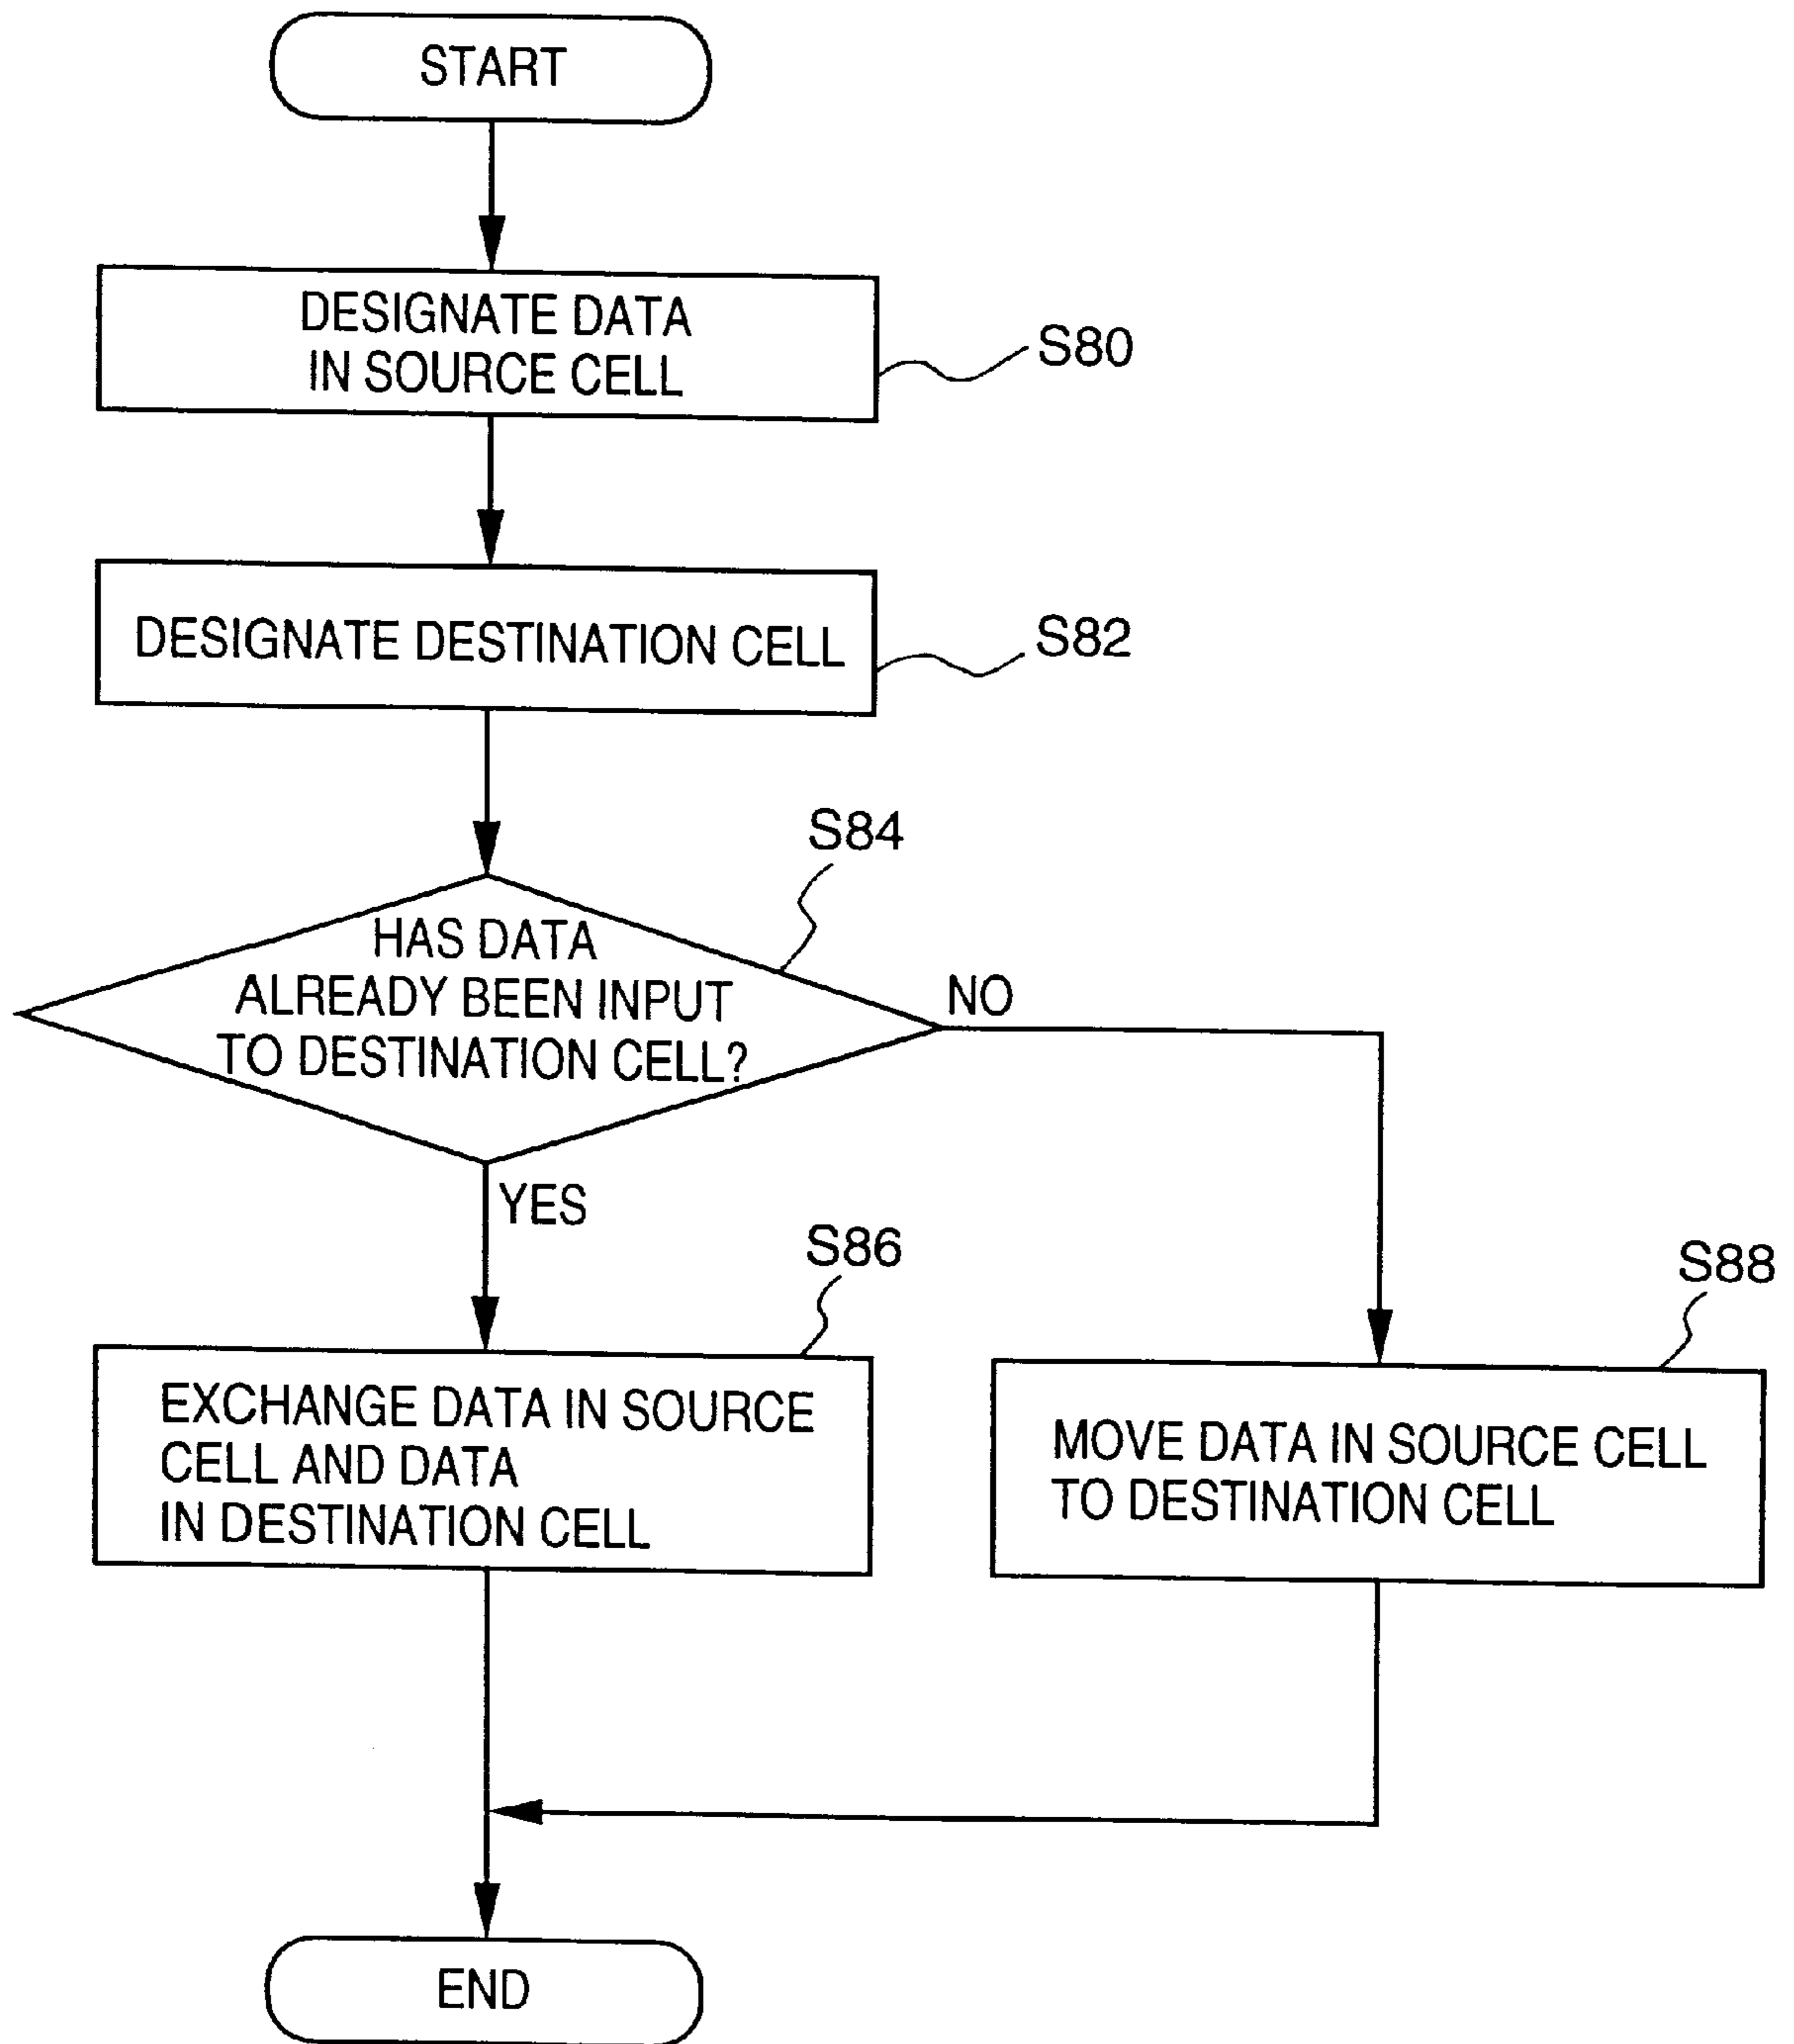 START
DESIGNATE DATA
IN SOURCE CELL
S80
DESIGNATE DESTINATION CELL
S82
S84
HAS DATA
ALREADY BEEN INPUT
TO DESTINATION CELL?
NO
YES
S86
S88
EXCHANGE DATA IN SOURCE
CELL AND DATA
IN DESTINATION CELL
MOVE DATA IN SOURCE CELL
TO DESTINATION CELL
END